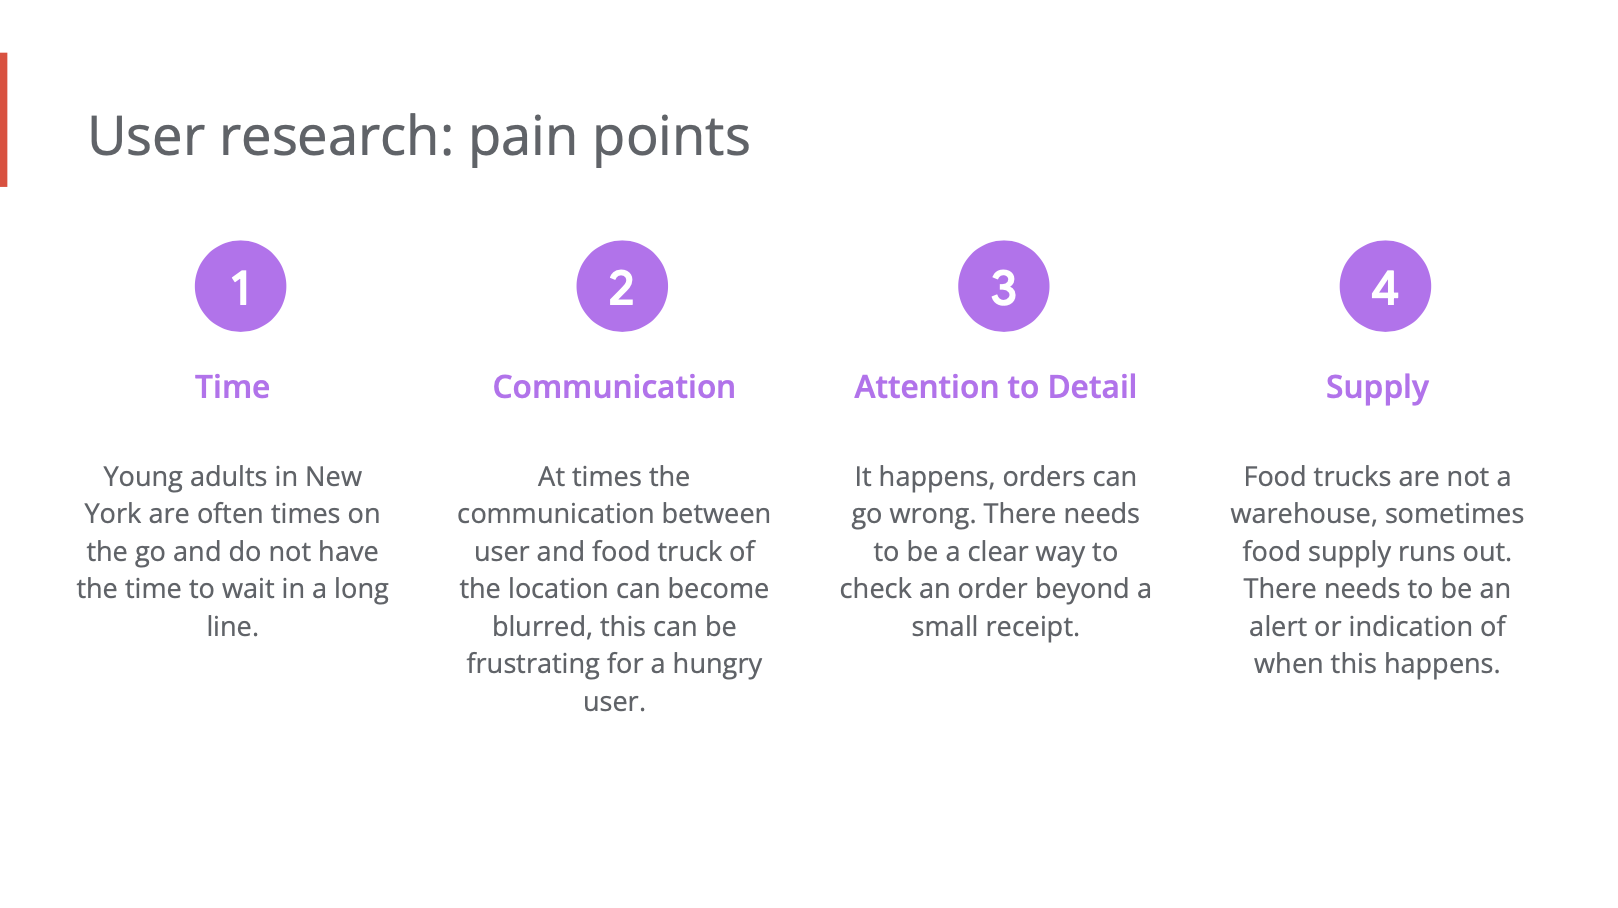 User research: pain points
1
Time
Young adults in New
York are often times on
the go and do not have
the time to wait in a long
line.
2
Communication
At times the
communication between
user and food truck of
the location can become
blurred, this can be
frustrating for a hungry
user.
3
Attention to Detail
It happens, orders can
go wrong. There needs
to be a clear way to
check an order beyond a
small receipt.
4
Supply
Food trucks are not a
warehouse, sometimes
food supply runs out.
There needs to be an
alert or indication of
when this happens.